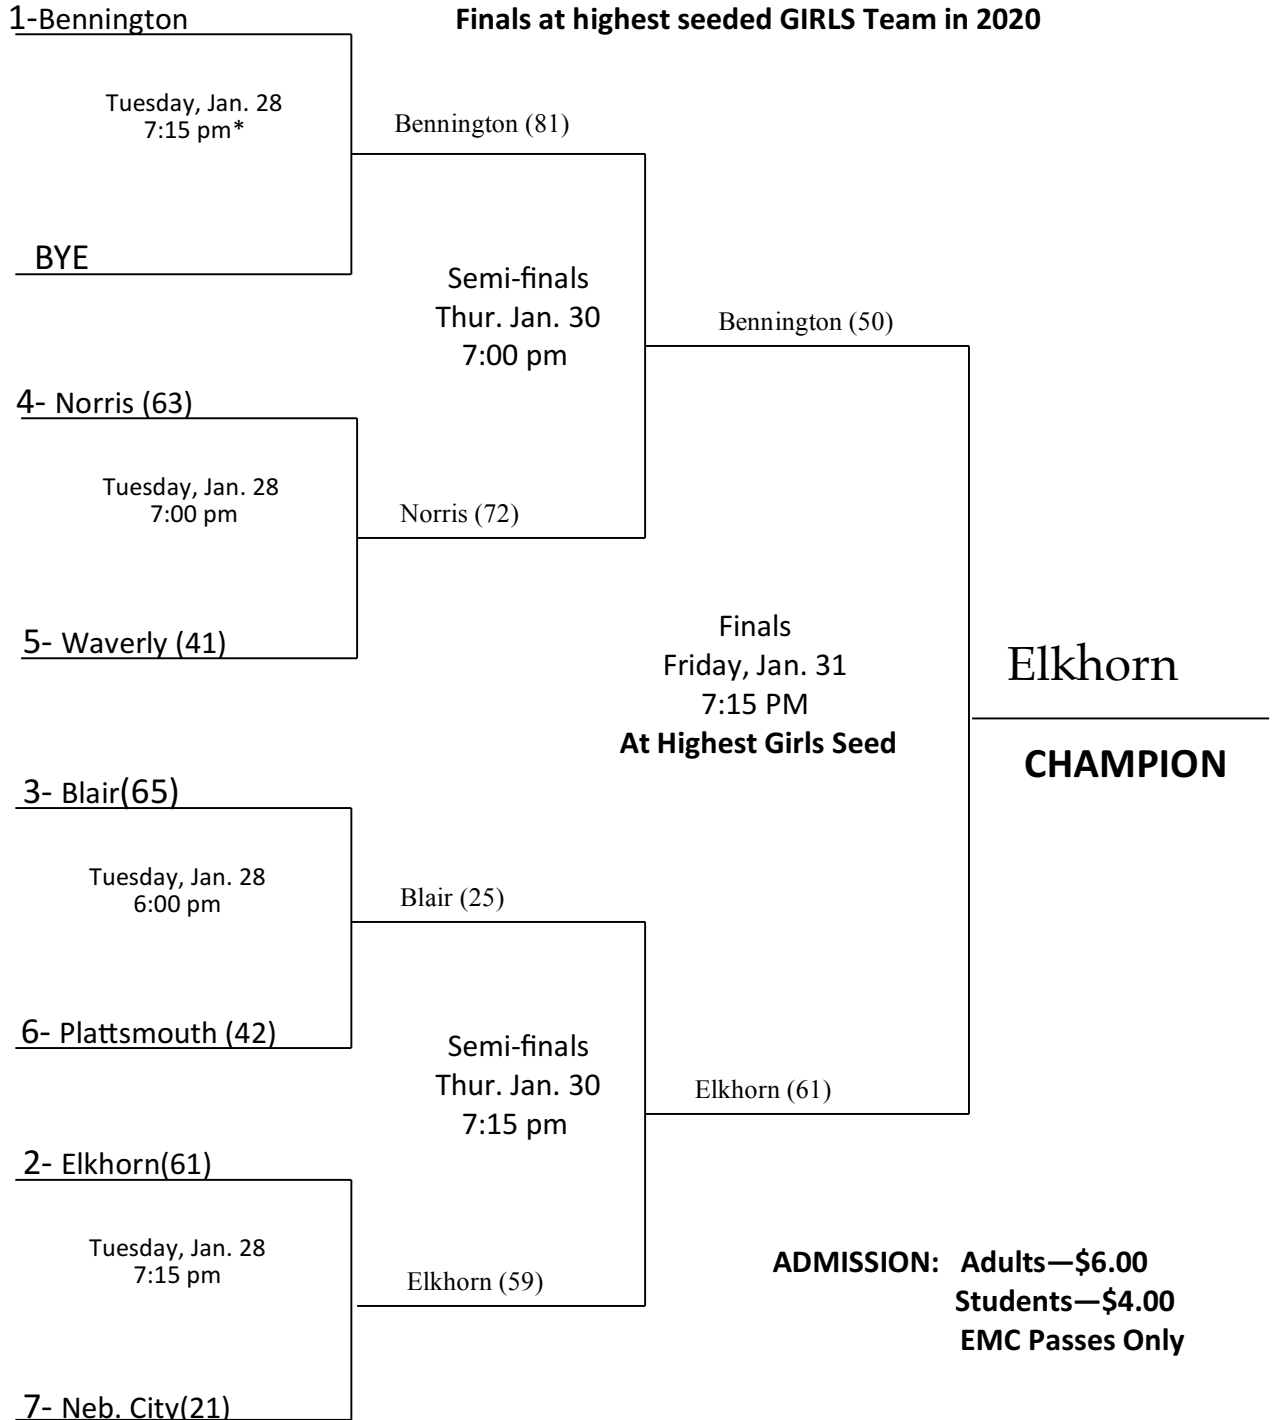 1-Bennington
Finals at highest seeded GIRLS Team in 2020
Tuesday, Jan. 28
7:15 pm*
Bennington (81)
BYE
Semi-finals
Thur. Jan. 30
7:00 pm
Bennington (50)
4- Norris (63)
Tuesday, Jan. 28
7:00 pm
Norris (72)
5- Waverly (41)
Finals
Friday, Jan. 31
7:15 PM
At Highest Girls Seed
Elkhorn
CHAMPION
3- Blair(65)
Tuesday, Jan. 28
6:00 pm
Blair (25)
6- Plattsmouth (42)
Semi-finals
Thur. Jan. 30
7:15 pm
Elkhorn (61)
2- Elkhorn(61)
Tuesday, Jan. 28
7:15 pm
Elkhorn (59)
ADMISSION: Adults—$6.00
Students—$4.00
EMC Passes Only
7- Neb. City(21)